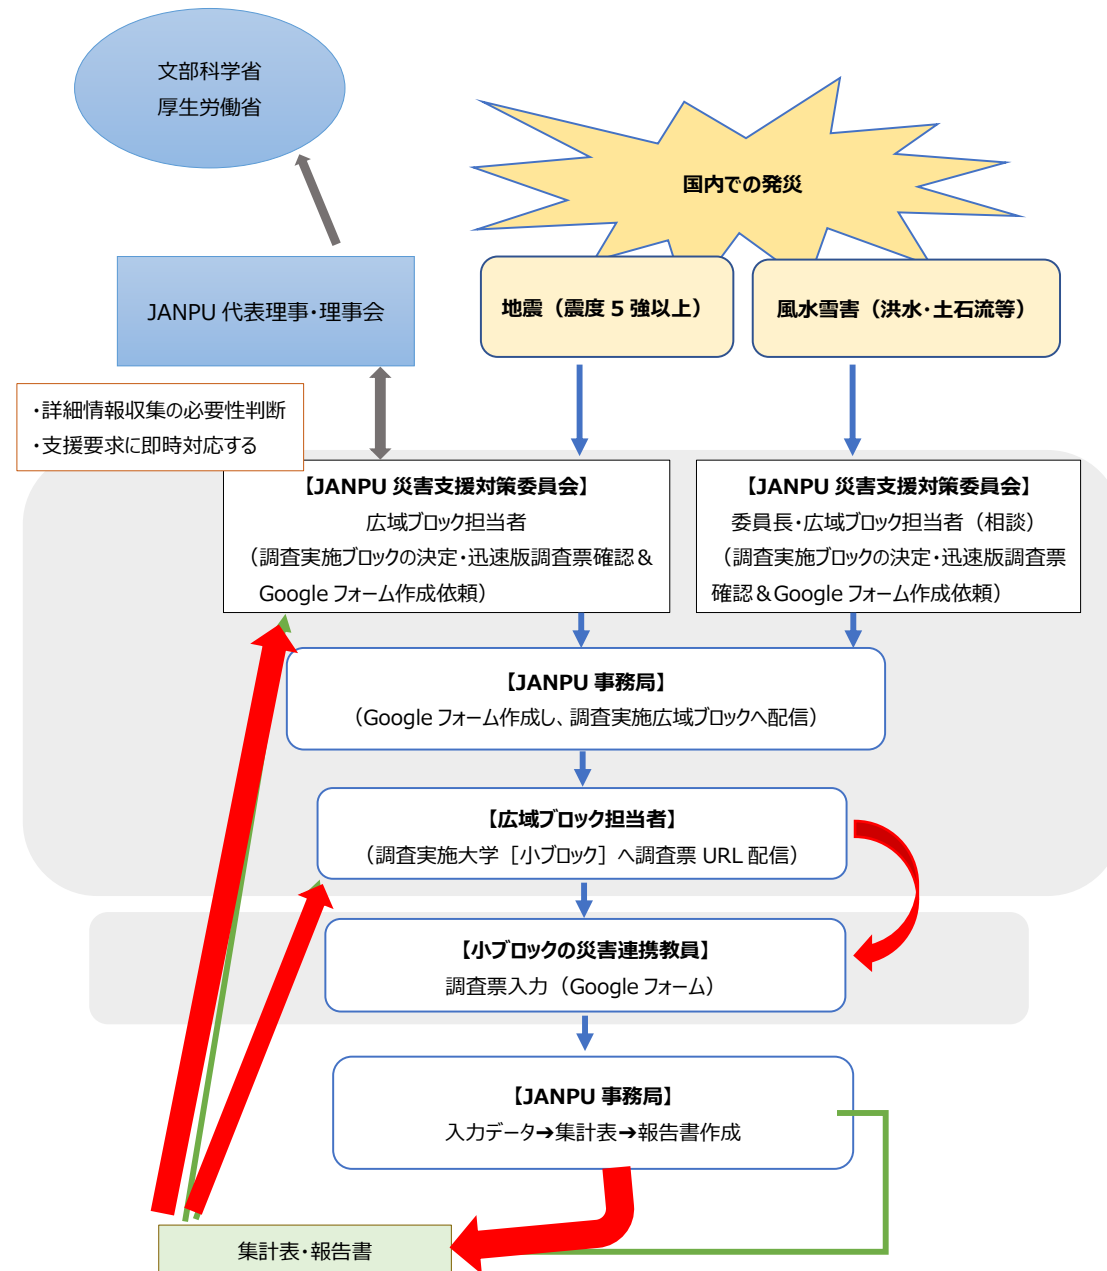 文部科学省
厚生労働省
国内での発災
JANPU 代表理事・理事会
地震（震度 5 強以上）
風水雪害（洪水・土石流等）
・詳細情報収集の必要性判断
・支援要求に即時対応する
【JANPU 災害支援対策委員会】
広域ブロック担当者
（調査実施ブロックの決定・迅速版調査票確認＆
Google フォーム作成依頼）
【JANPU 災害支援対策委員会】
委員長・広域ブロック担当者（相談）
（調査実施ブロックの決定・迅速版調査票
確認＆Google フォーム作成依頼）
【JANPU 事務局】
（Google フォーム作成し、調査実施広域ブロックへ配信）
【広域ブロック担当者】
（調査実施大学［小ブロック］へ調査票 URL 配信）
【小ブロックの災害連携教員】
調査票入力（Google フォーム）
【JANPU 事務局】
入力データ➔集計表➔報告書作成
集計表・報告書